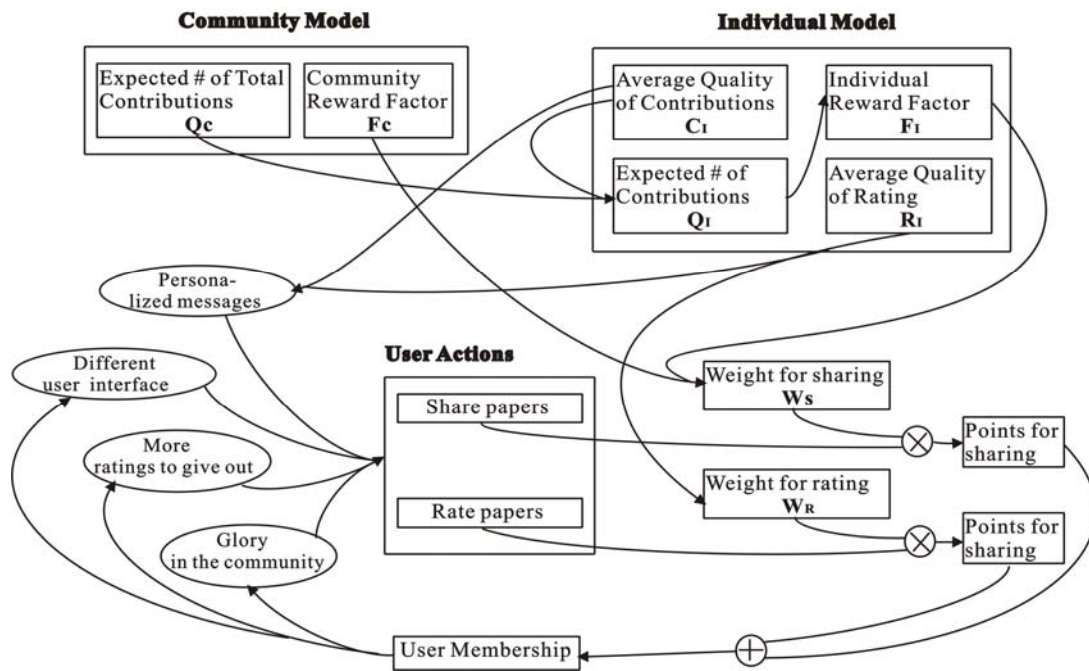 Community Model
Individual Model
Expected # of Total
Contributions
Qc
Community
Reward Factor
Fc
Average Quality
of Contributions
CI
Individual
Reward Factor
FI
Expected # of
Contributions
QI
Average Quality
of Rating
RI
Persona-
lized messages
Different
user interface
More
ratings to give out
Glory
in the community
User Actions
Share papers
Rate papers
Weight for sharing
Ws
Weight for rating
WR
Points for
sharing
Points for
sharing
User Membership